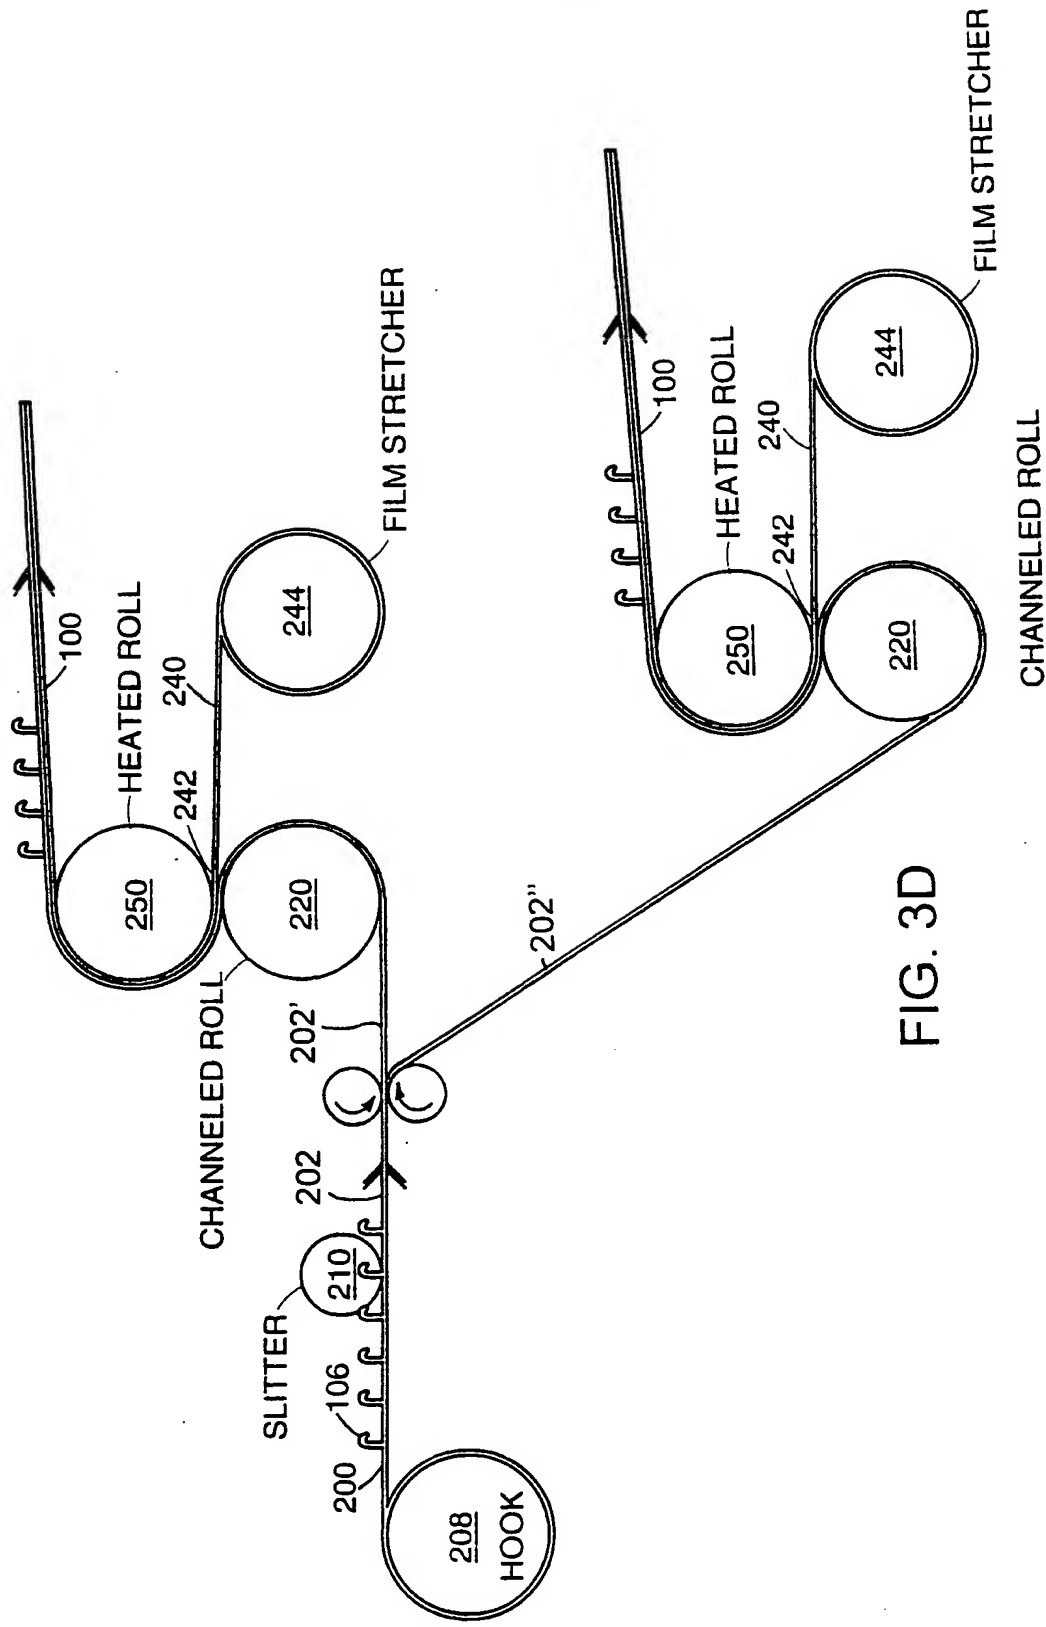 100
HEATED ROLL
250
242
240
244
FILM STRETCHER
CHANNELED ROLL
220
202'
202
SLITTER
210
106
200
208
HOOK
202"
100
HEATED ROLL
250
242
240
244
FILM STRETCHER
220
CHANNELED ROLL
FIG. 3D